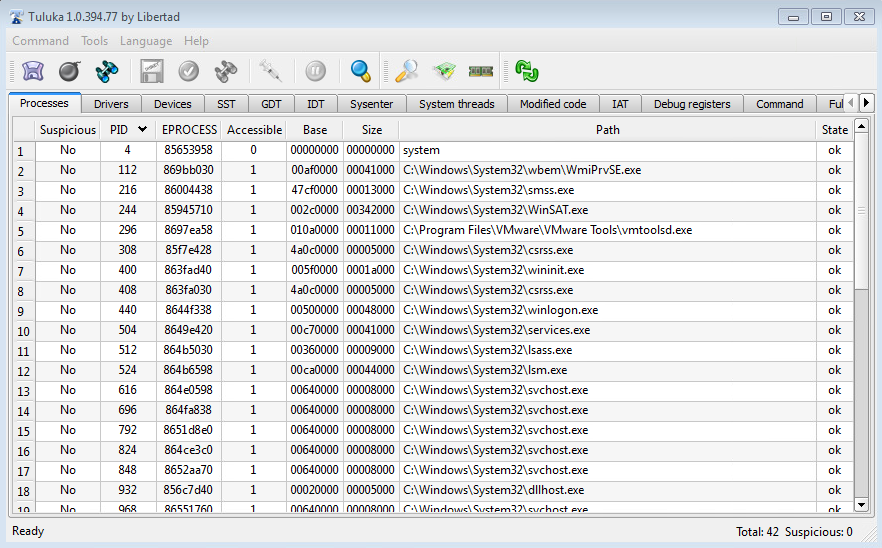 Tuluka 1.0.394.77 by Libertad
Command Tools Language Help
Processes Drivers Devices SST GDT IDT Sysenter System threads Modified code IAT Debug registers Command Ful
Suspicious PID EPROCESS Accessible Base Size Path State
1 No 4 85653958 0 00000000 00000000 system ok
2 No 112 869bb030 1 00af0000 00041000 C:\Windows\System32\wbem\WmiPrvSE.exe ok
3 No 216 86004438 1 47cf0000 00013000 C:\Windows\System32\smss.exe ok
4 No 244 85945710 1 002c0000 00342000 C:\Windows\System32\WinSAT.exe ok
5 No 296 8697ea58 1 010a0000 00011000 C:\Program Files\VMware\VMware Tools\vmtoolsd.exe ok
6 No 308 85f7e428 1 4a0c0000 00005000 C:\Windows\System32\csrss.exe ok
7 No 400 863fad40 1 005f0000 0001a000 C:\Windows\System32\wininit.exe ok
8 No 408 863fa030 1 4a0c0000 00005000 C:\Windows\System32\csrss.exe ok
9 No 440 8644f338 1 00500000 00048000 C:\Windows\System32\winlogon.exe ok
10 No 504 8649e420 1 00c70000 00041000 C:\Windows\System32\services.exe ok
11 No 512 864b5030 1 00360000 00009000 C:\Windows\System32\lsass.exe ok
12 No 524 864b6598 1 00ca0000 00044000 C:\Windows\System32\lsm.exe ok
13 No 616 864e0598 1 00640000 00008000 C:\Windows\System32\svchost.exe ok
14 No 696 864fa838 1 00640000 00008000 C:\Windows\System32\svchost.exe ok
15 No 792 8651d8e0 1 00640000 00008000 C:\Windows\System32\svchost.exe ok
16 No 824 864ce3c0 1 00640000 00008000 C:\Windows\System32\svchost.exe ok
17 No 848 8652aa70 1 00640000 00008000 C:\Windows\System32\svchost.exe ok
18 No 932 856c7d40 1 00020000 00005000 C:\Windows\System32\dllhost.exe ok
19 No 968 86551760 1 00640000 00008000 C:\Windows\System32\svchost.exe ok
Ready Total: 42 Suspicious: 0